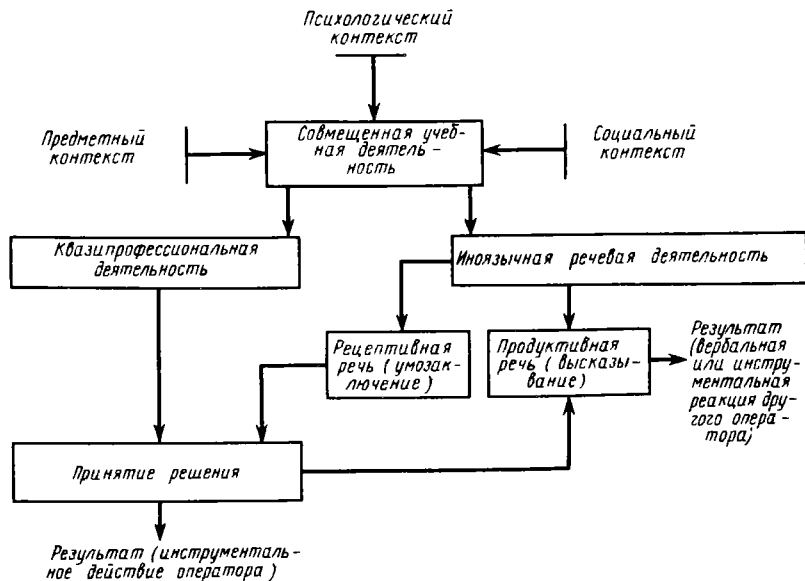 Психологический
контекст
Предметный
контекст
Совмещенная учеб-
ная деятель-
ность
Социальный
контекст
Квазипрофессиональная
деятельность
Иноязычная речевая деятельность
Рецептивная
речь (умозак-
лючение)
Продуктивная
речь (высказы-
вание)
Результат
(вербальная
или инстру-
ментальная
реакция дру-
гого опера-
тора)
Принятие решения
Результат (инструменталь-
ное действие оператора)